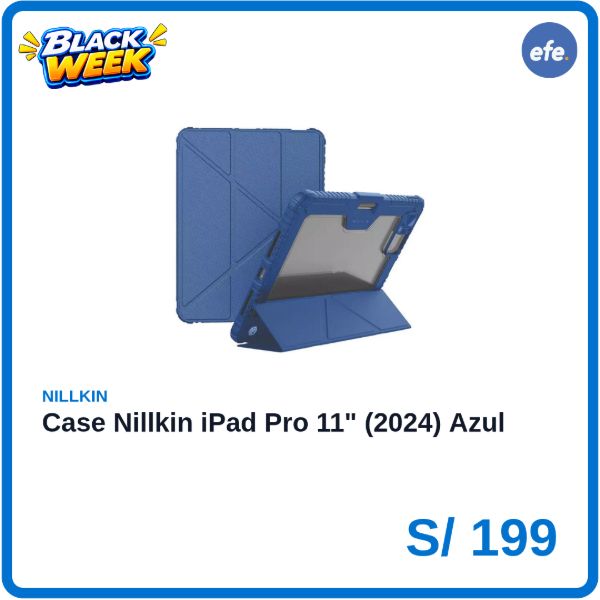 BLACK
WEEK
efe.
NILLKIN
Case Nillkin iPad Pro 11" (2024) Azul
S/ 199